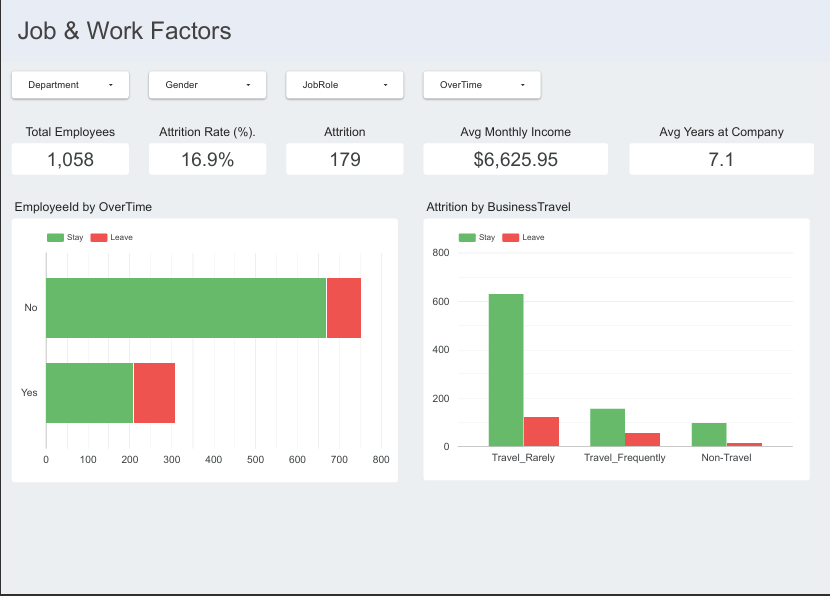 Job & Work Factors
Department Gender JobRole OverTime
Total Employees Attrition Rate (%). Attrition Avg Monthly Income Avg Years at Company
1,058 16.9% 179 $6,625.95 7.1
EmployeeId by OverTime
Stay Leave
No
Yes
0 100 200 300 400 500 600 700 800
Attrition by BusinessTravel
Stay Leave
800
600
400
200
0
Travel_Rarely Travel_Frequently Non-Travel